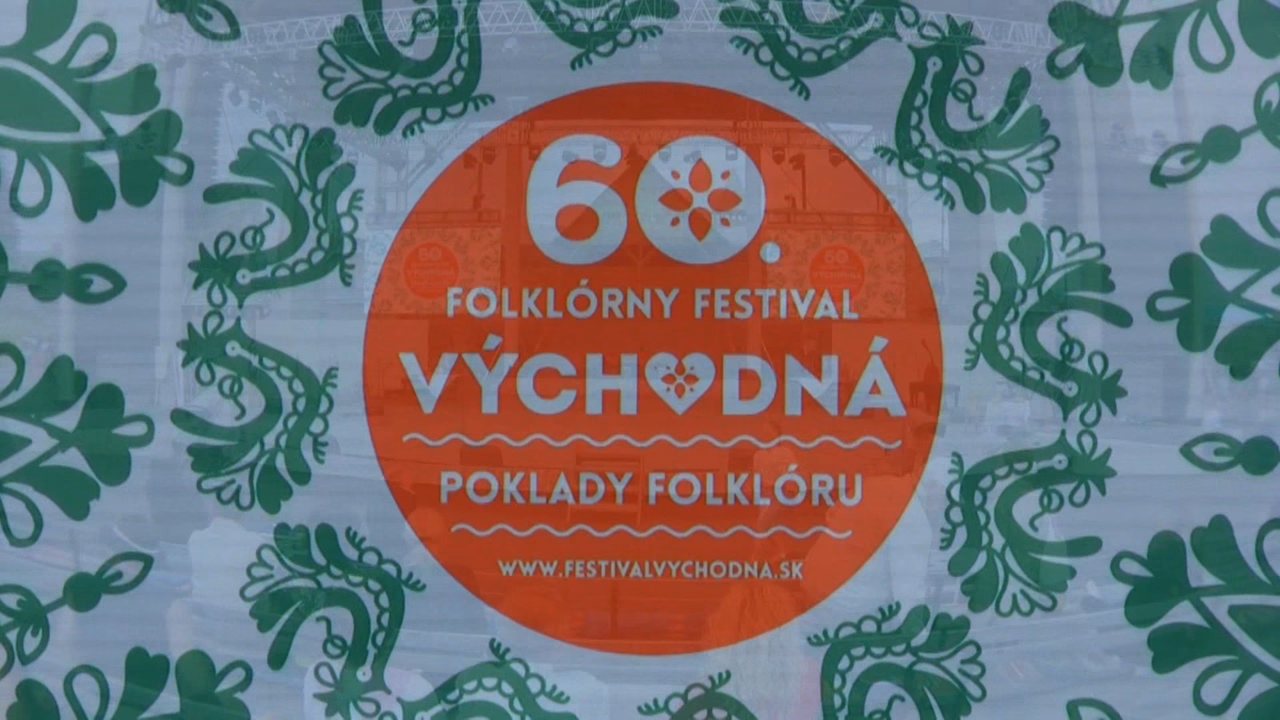 60.
FOLKLÓRNY FESTIVAL
VÝCHODNÁ
POKLADY FOLKLÓRU
WWW.FESTIVALVYCHODNA.SK